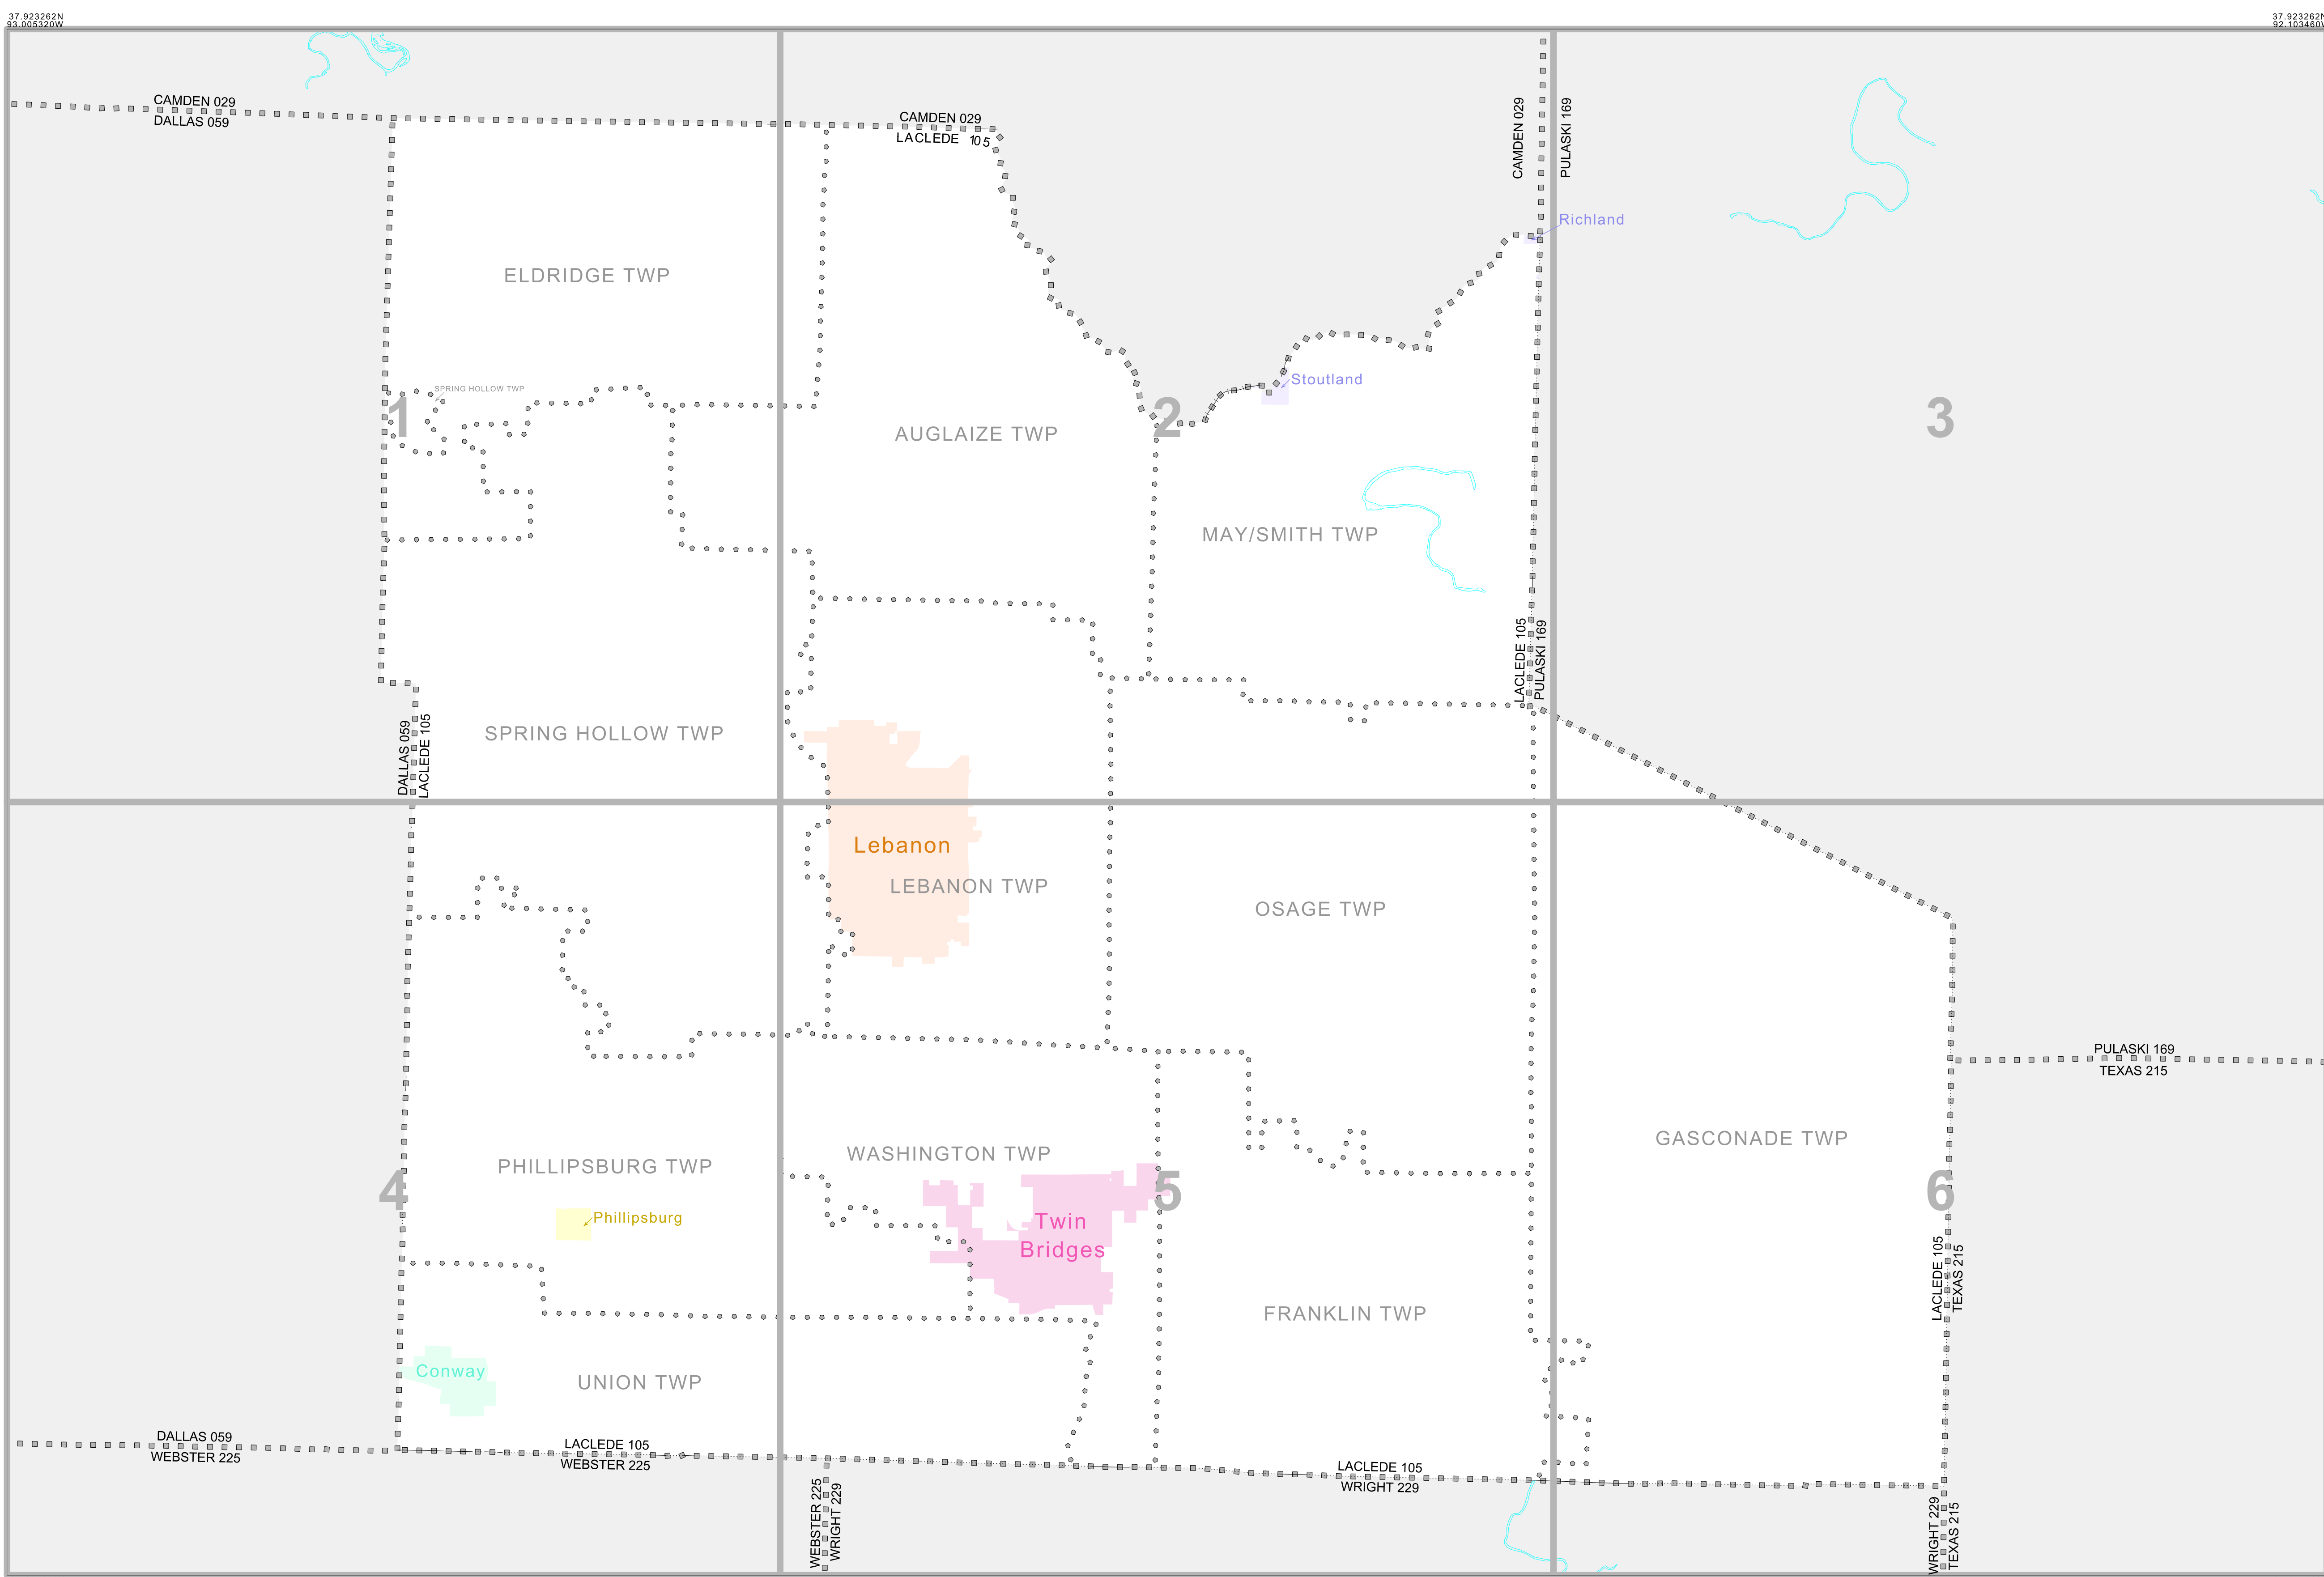 37.923262N
93.005320W
37.923262N
92.103460W
CAMDEN 029
DALLAS 059
CAMDEN 029
LACLEDE 105
CAMDEN 029
PULASKI 169
Richland
ELDRIDGE TWP
SPRING HOLLOW TWP
Stoutland
1
2
3
AUGLAIZE TWP
MAY/SMITH TWP
LACLEDE 105
PULASKI 169
SPRING HOLLOW TWP
DALLAS 059
LACLEDE 105
Lebanon
LEBANON TWP
OSAGE TWP
PULASKI 169
TEXAS 215
GASCONADE TWP
WASHINGTON TWP
PHILLIPSBURG TWP
4
5
6
Phillipsburg
Twin
Bridges
LACLEDE 105
TEXAS 215
FRANKLIN TWP
Conway
UNION TWP
DALLAS 059
WEBSTER 225
LACLEDE 105
WEBSTER 225
LACLEDE 105
WRIGHT 229
WEBSTER 225
WRIGHT 229
WRIGHT 229
TEXAS 215